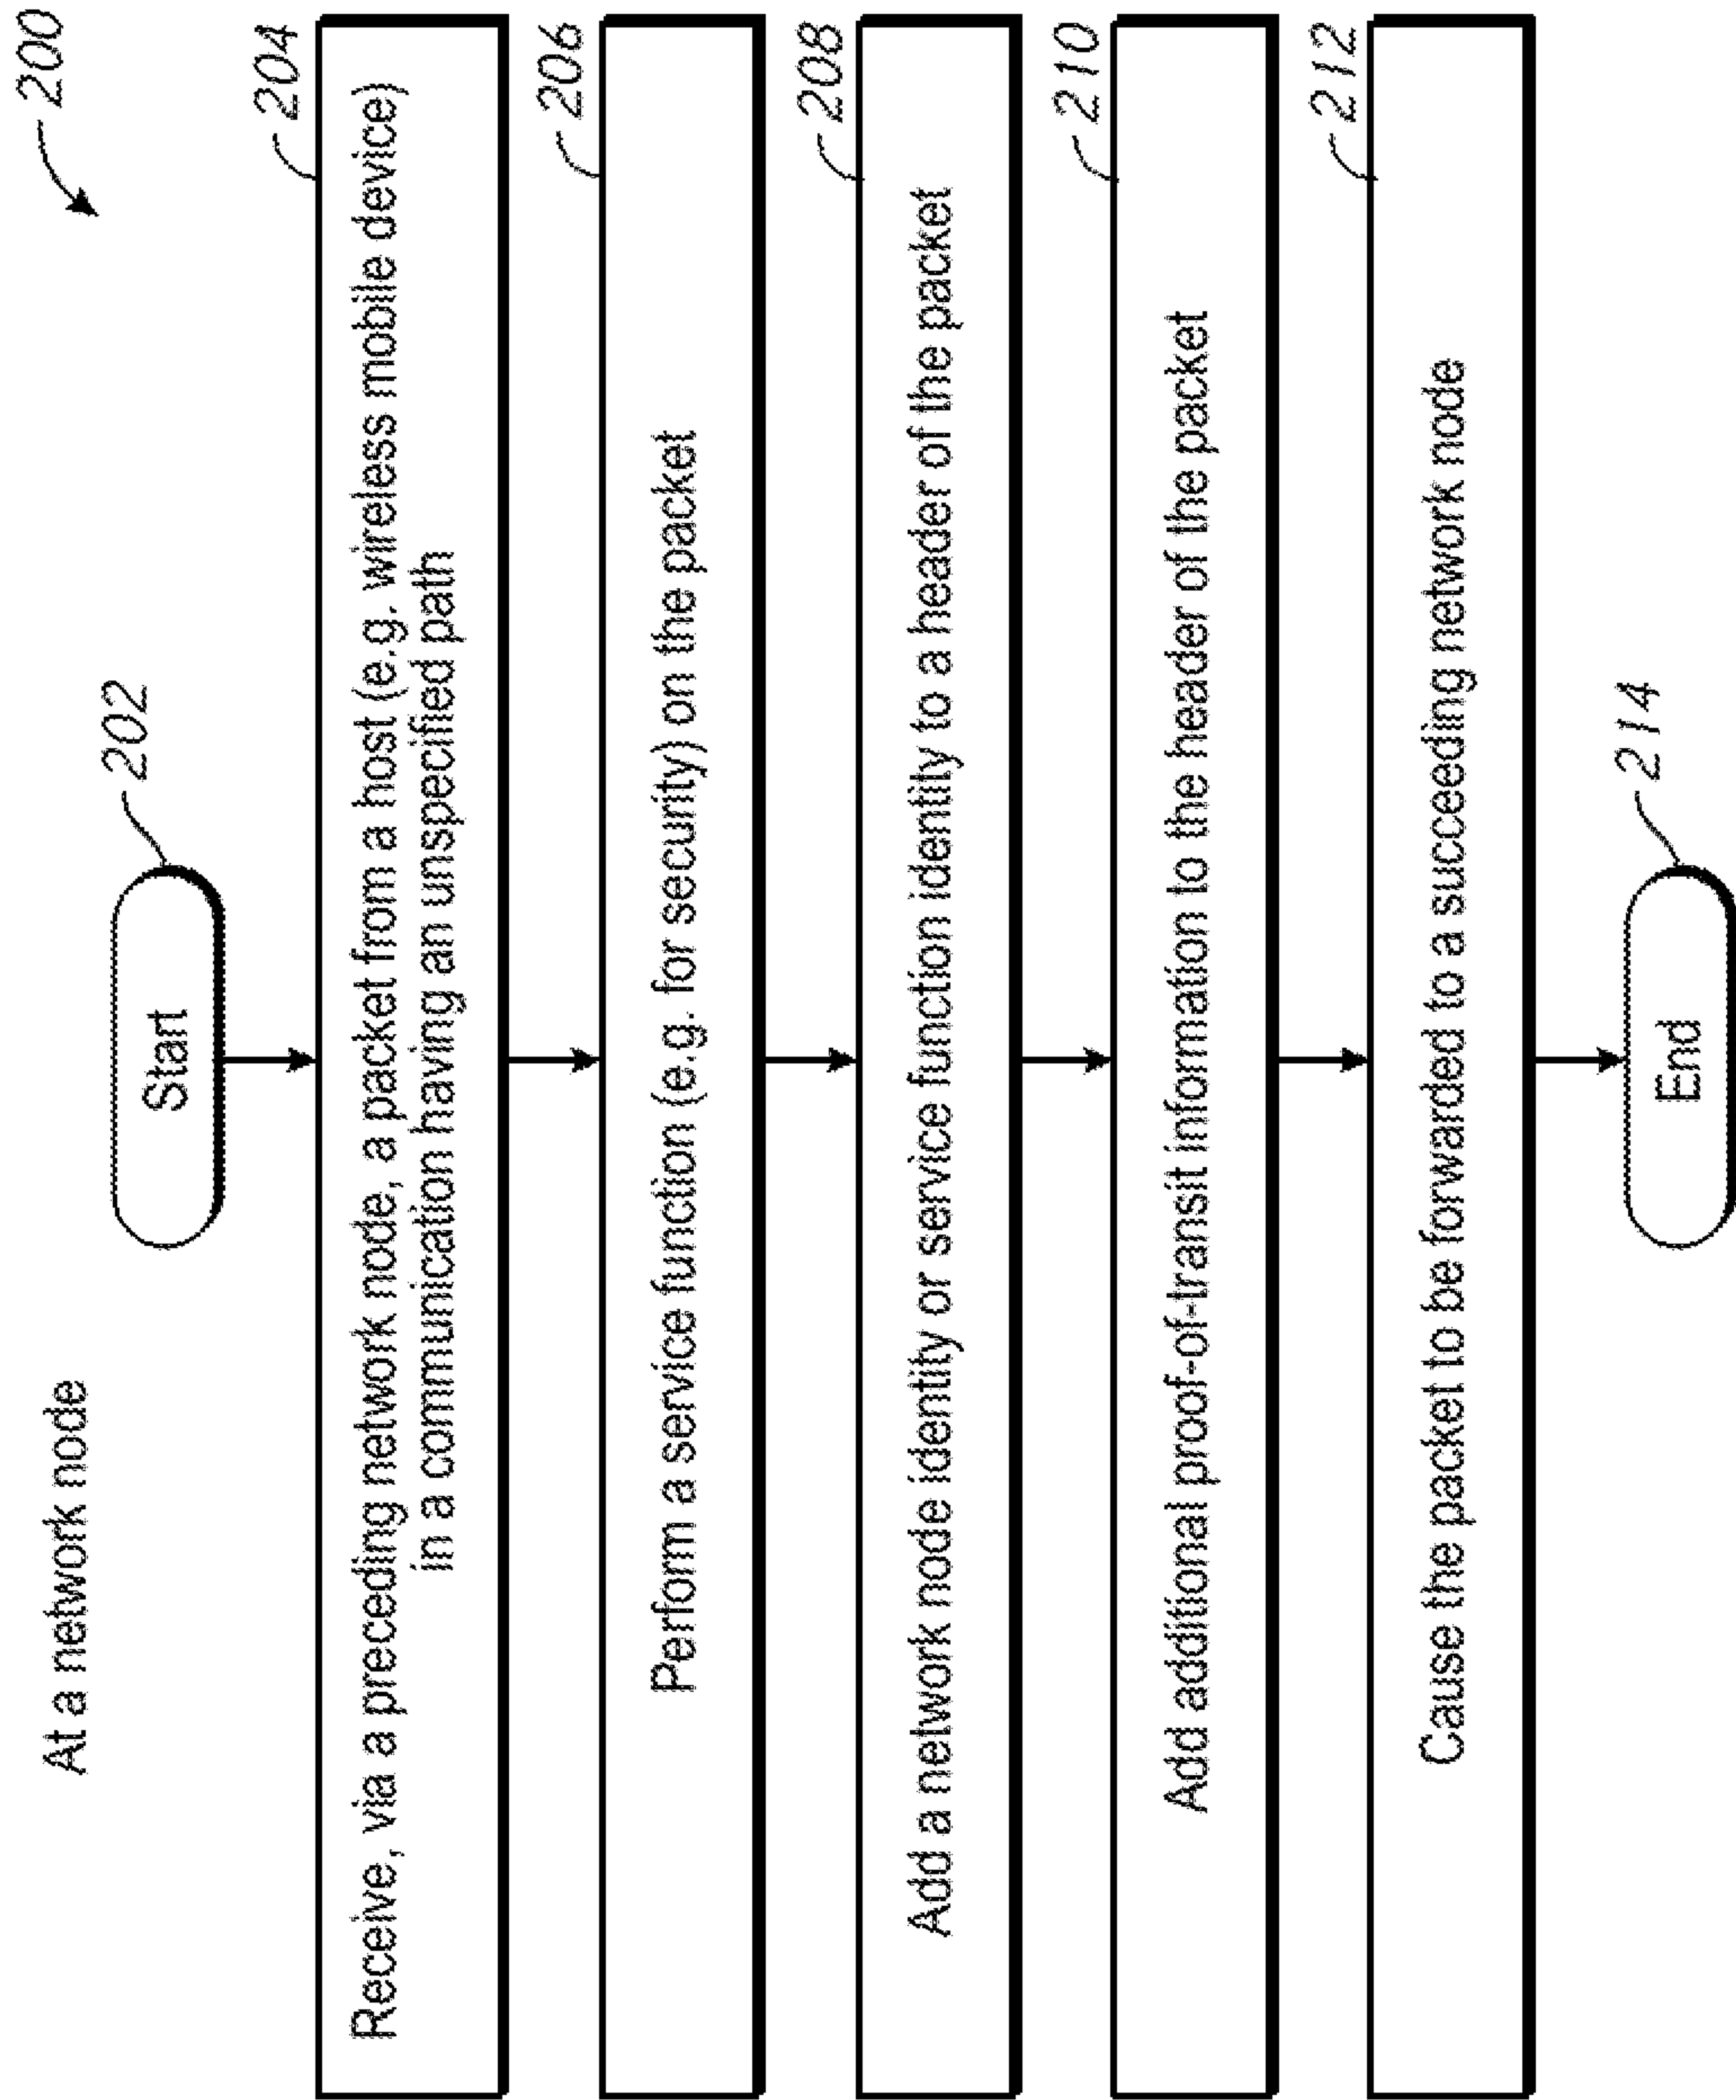 200
At a network node
Start
202
204
Receive, via a preceding network node, a packet from a host (e.g. wireless mobile device)
in a communication having an unspecified path
206
Perform a service function (e.g. for security) on the packet
208
Add a network node identity or service function identity to a header of the packet
210
Add additional proof-of-transit information to the header of the packet
212
Cause the packet to be forwarded to a succeeding network node
214
End